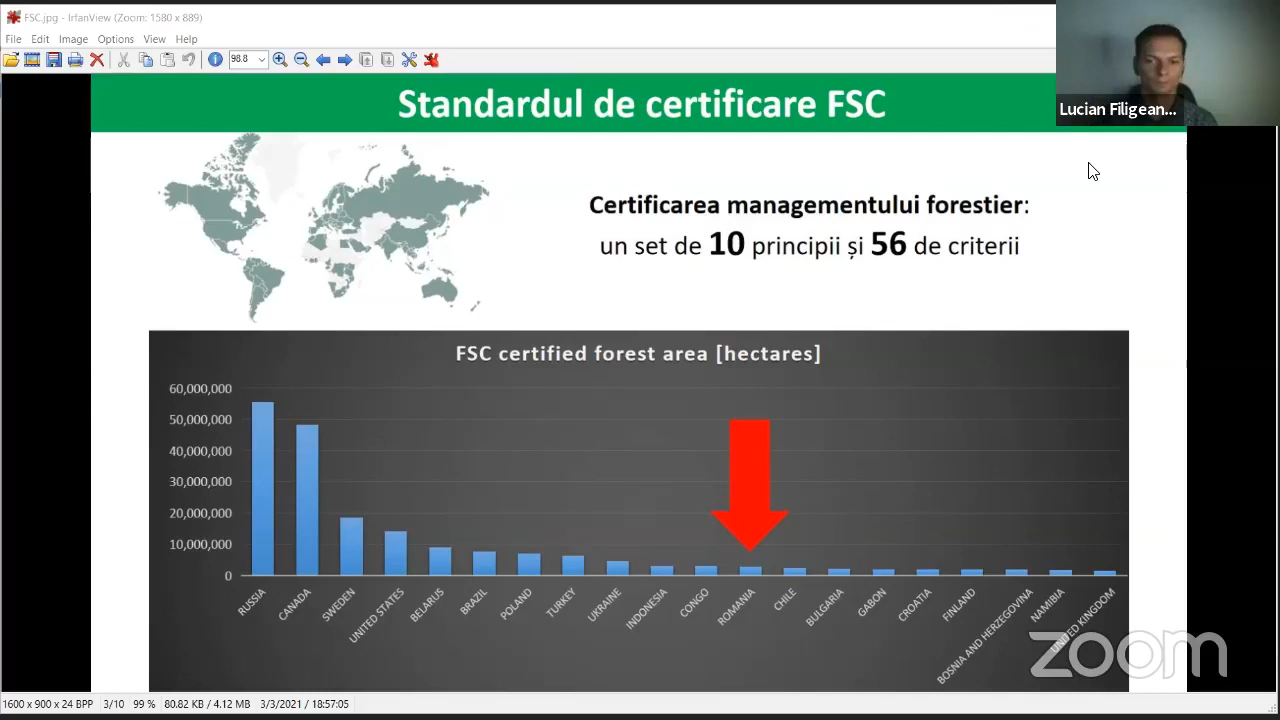 FSC.jpg - IrfanView (Zoom: 1580 x 889)
File Edit Image Options View Help
98.8
Lucian Filigean...
Standardul de certificare FSC
Certificarea managementului forestier:
un set de 10 principii și 56 de criterii
FSC certified forest area [hectares]
60,000,000
50,000,000
40,000,000
30,000,000
20,000,000
10,000,000
0
RUSSIA
CANADA
SWEDEN
UNITED STATES
BELARUS
BRAZIL
POLAND
TURKEY
UKRAINE
INDONESIA
CONGO
ROMANIA
CHILE
BULGARIA
GABON
CROATIA
FINLAND
BOSNIA AND HERZEGOVINA
NAMIBIA
UNITED KINGDOM
zoom
1600 x 900 x 24 BPP 3/10 99 % 80.82 KB / 4.12 MB 3/3/2021 / 18:57:05